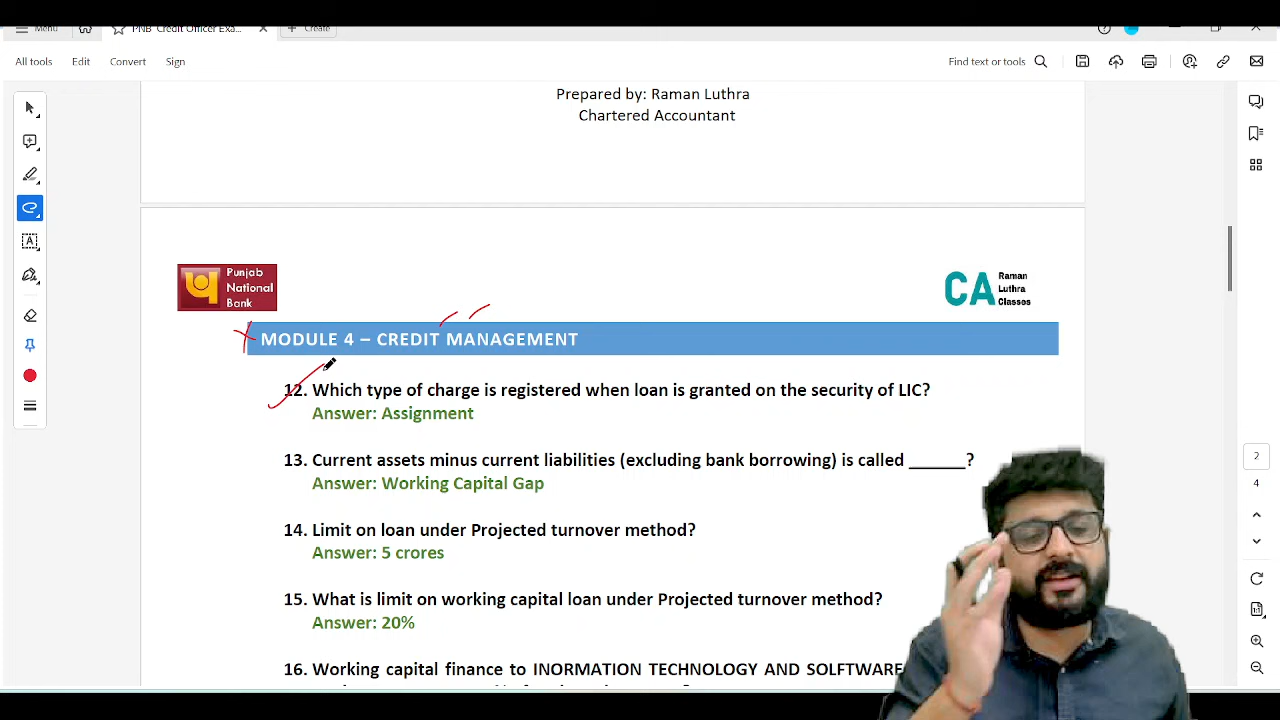 Menu
PNB Credit Officer Exa...
Create
All tools
Edit
Convert
Sign
Find text or tools
Prepared by: Raman Luthra
Chartered Accountant
Punjab
National
Bank
CA
Raman
Luthra
Classes
MODULE 4 – CREDIT MANAGEMENT
12. Which type of charge is registered when loan is granted on the security of LIC?
Answer: Assignment
13. Current assets minus current liabilities (excluding bank borrowing) is called ______?
Answer: Working Capital Gap
14. Limit on loan under Projected turnover method?
Answer: 5 crores
15. What is limit on working capital loan under Projected turnover method?
Answer: 20%
16. Working capital finance to INORMATION TECHNOLOGY AND SOLFTWARE
2
4